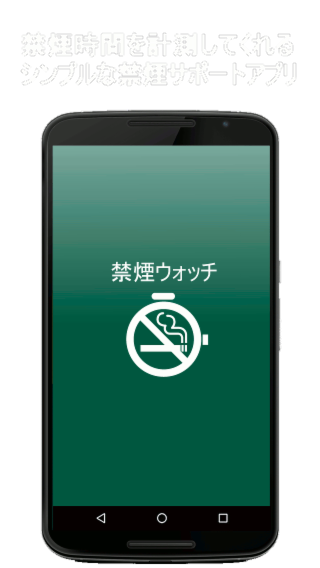 禁煙時間を計測してくれる
シンプルな禁煙サポートアプリ
禁煙ウォッチ